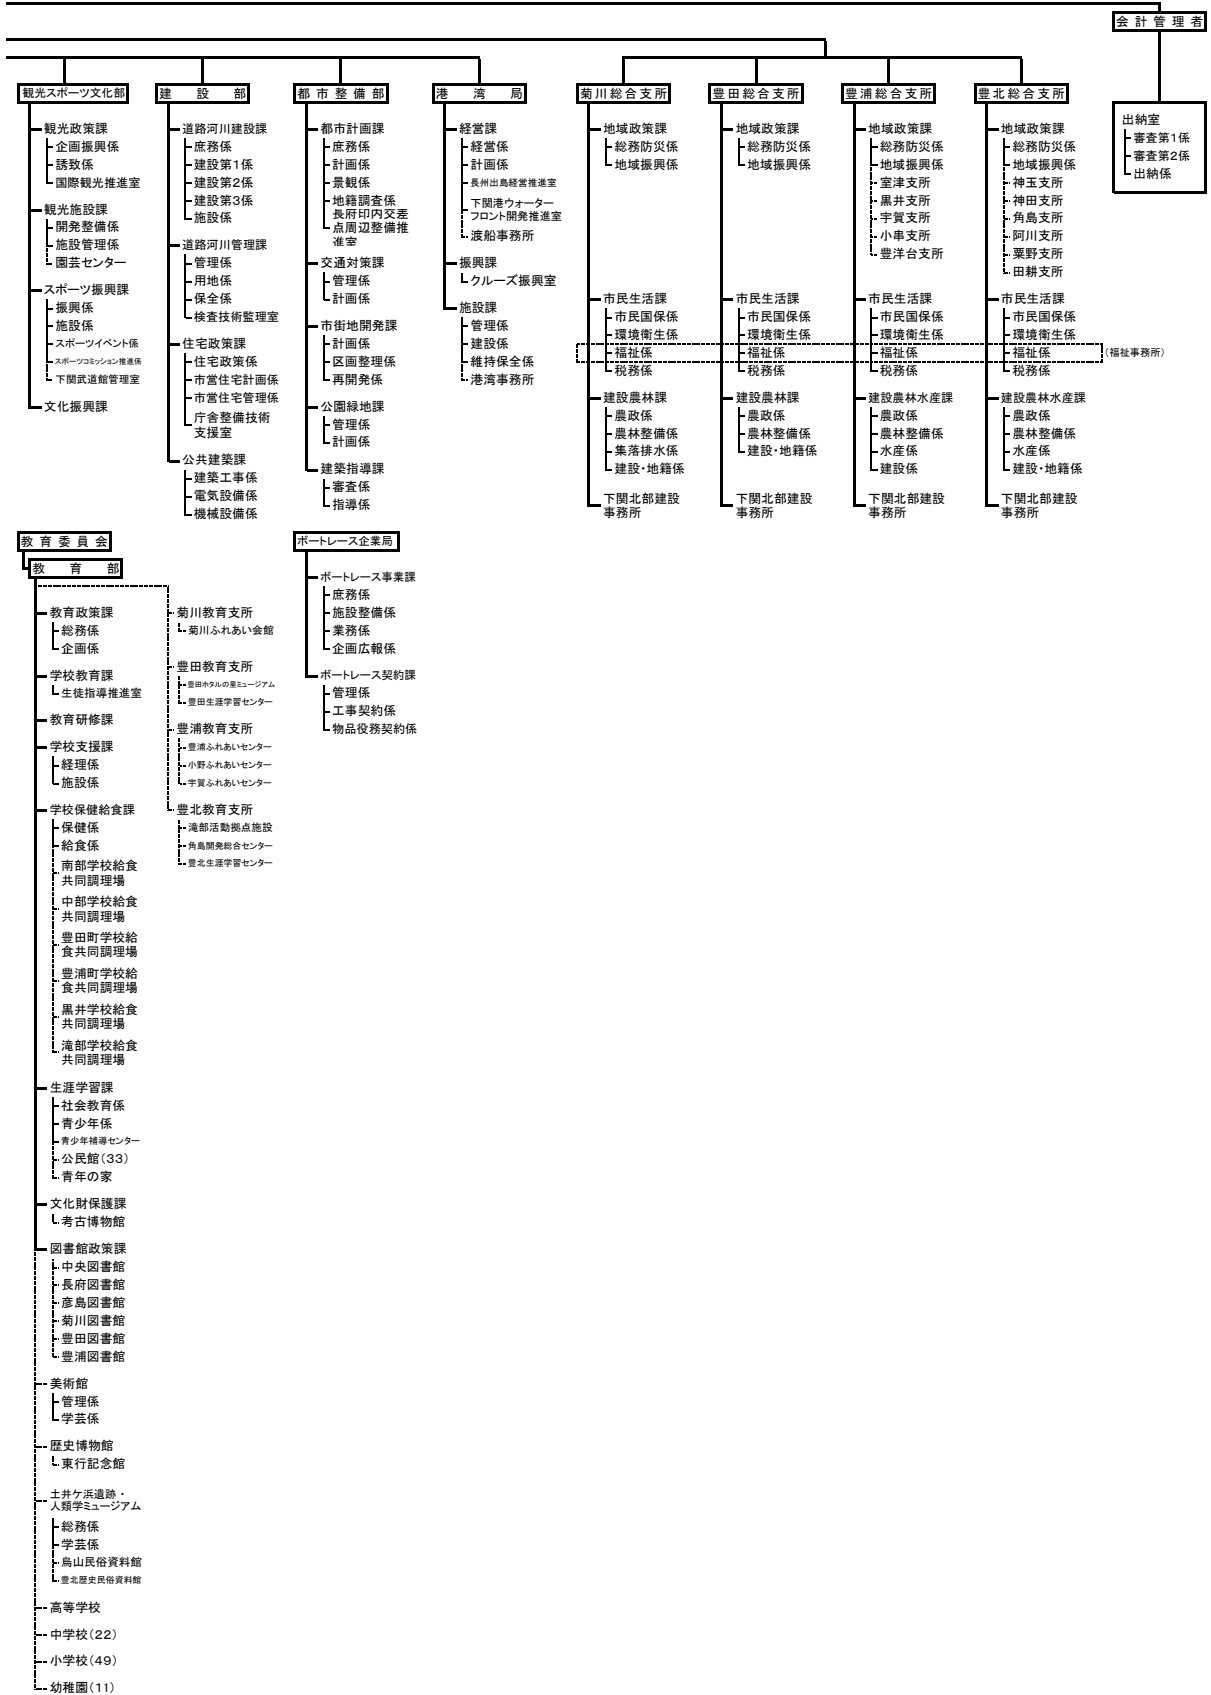 会計管理者
出納室
審査第1係
審査第2係
出納係
観光スポーツ文化部
観光政策課
企画振興係
誘致係
国際観光推進室
観光施設課
開発整備係
施設管理係
園芸センター
スポーツ振興課
振興係
施設係
スポーツイベント係
スポーツコミッション推進係
下関武道館管理室
文化振興課
建設部
道路河川建設課
庶務係
建設第1係
建設第2係
建設第3係
施設係
道路河川管理課
管理係
用地係
保全係
検査技術監理室
住宅政策課
住宅政策係
市営住宅計画係
市営住宅管理係
庁舎整備技術
支援室
公共建築課
建築工事係
電気設備係
機械設備係
都市整備部
都市計画課
庶務係
計画係
景観係
地籍調査係
長府印内交差
点周辺整備推
進室
交通対策課
管理係
計画係
市街地開発課
計画係
区画整理係
再開発係
公園緑地課
管理係
計画係
建築指導課
審査係
指導係
港湾局
経営課
経営係
計画係
長州出島経営推進室
下関港ウォーター
フロント開発推進室
渡船事務所
振興課
クルーズ振興室
施設課
管理係
建設係
維持保全係
港湾事務所
菊川総合支所
地域政策課
総務防災係
地域振興係
市民生活課
市民国保係
環境衛生係
福祉係
税務係
建設農林課
農政係
農林整備係
集落排水係
建設・地籍係
下関北部建設
事務所
豊田総合支所
地域政策課
総務防災係
地域振興係
市民生活課
市民国保係
環境衛生係
福祉係
税務係
建設農林課
農政係
農林整備係
建設・地籍係
下関北部建設
事務所
豊浦総合支所
地域政策課
総務防災係
地域振興係
室津支所
黒井支所
宇賀支所
小串支所
豊洋台支所
市民生活課
市民国保係
環境衛生係
福祉係
税務係
建設農林水産課
農政係
農林整備係
水産係
建設係
下関北部建設
事務所
豊北総合支所
地域政策課
総務防災係
地域振興係
神玉支所
神田支所
角島支所
阿川支所
粟野支所
田耕支所
市民生活課
市民国保係
環境衛生係
福祉係
税務係
(福祉事務所)
建設農林水産課
農政係
農林整備係
水産係
建設・地籍係
下関北部建設
事務所
教育委員会
教育部
教育政策課
総務係
企画係
学校教育課
生徒指導推進室
教育研修課
学校支援課
経理係
施設係
学校保健給食課
保健係
給食係
南部学校給食
共同調理場
中部学校給食
共同調理場
豊田町学校給
食共同調理場
豊浦町学校給
食共同調理場
黒井学校給食
共同調理場
滝部学校給食
共同調理場
生涯学習課
社会教育係
青少年係
青少年補導センター
公民館(33)
青年の家
文化財保護課
考古博物館
図書館政策課
中央図書館
長府図書館
彦島図書館
菊川図書館
豊田図書館
豊浦図書館
美術館
管理係
学芸係
歴史博物館
東行記念館
土井ケ浜遺跡・
人類学ミュージアム
総務係
学芸係
烏山民俗資料館
豊北歴史民俗資料館
高等学校
中学校(22)
小学校(49)
幼稚園(11)
菊川教育支所
菊川ふれあい会館
豊田教育支所
豊田ホタルの里ミュージアム
豊田生涯学習センター
豊浦教育支所
豊浦ふれあいセンター
小野ふれあいセンター
宇賀ふれあいセンター
豊北教育支所
滝部活動拠点施設
角島開発総合センター
豊北生涯学習センター
ボートレース企業局
ボートレース事業課
庶務係
施設整備係
業務係
企画広報係
ボートレース契約課
管理係
工事契約係
物品役務契約係